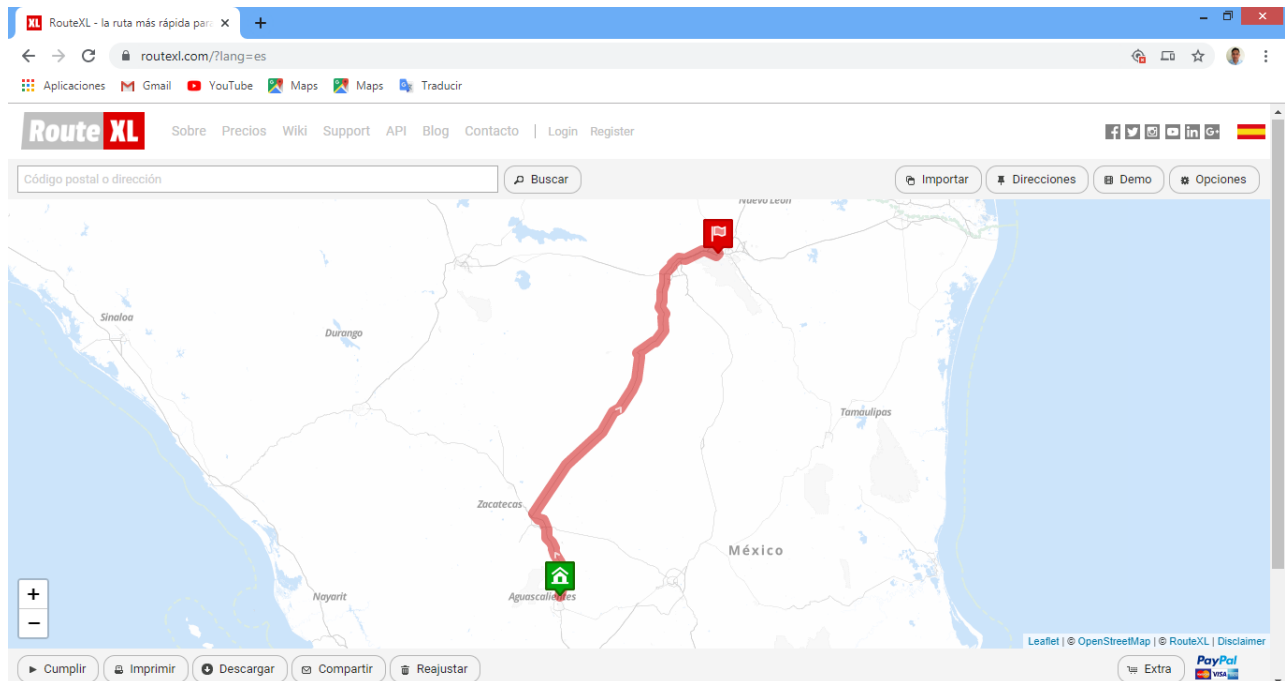 XL RouteXL - la ruta más rápida para
routexl.com/?lang=es
Aplicaciones Gmail YouTube Maps Maps Traducir
Route XL Sobre Precios Wiki Support API Blog Contacto | Login Register
Código postal o dirección Buscar Importar Direcciones Demo Opciones
Nuevo León
Sinaloa
Durango
Tamaulipas
Zacatecas
México
+
Nayarit Aguascalientes
−
Leaflet | © OpenStreetMap | © RouteXL | Disclaimer
Cumplir Imprimir Descargar Compartir Reajustar Extra PayPal
VISA